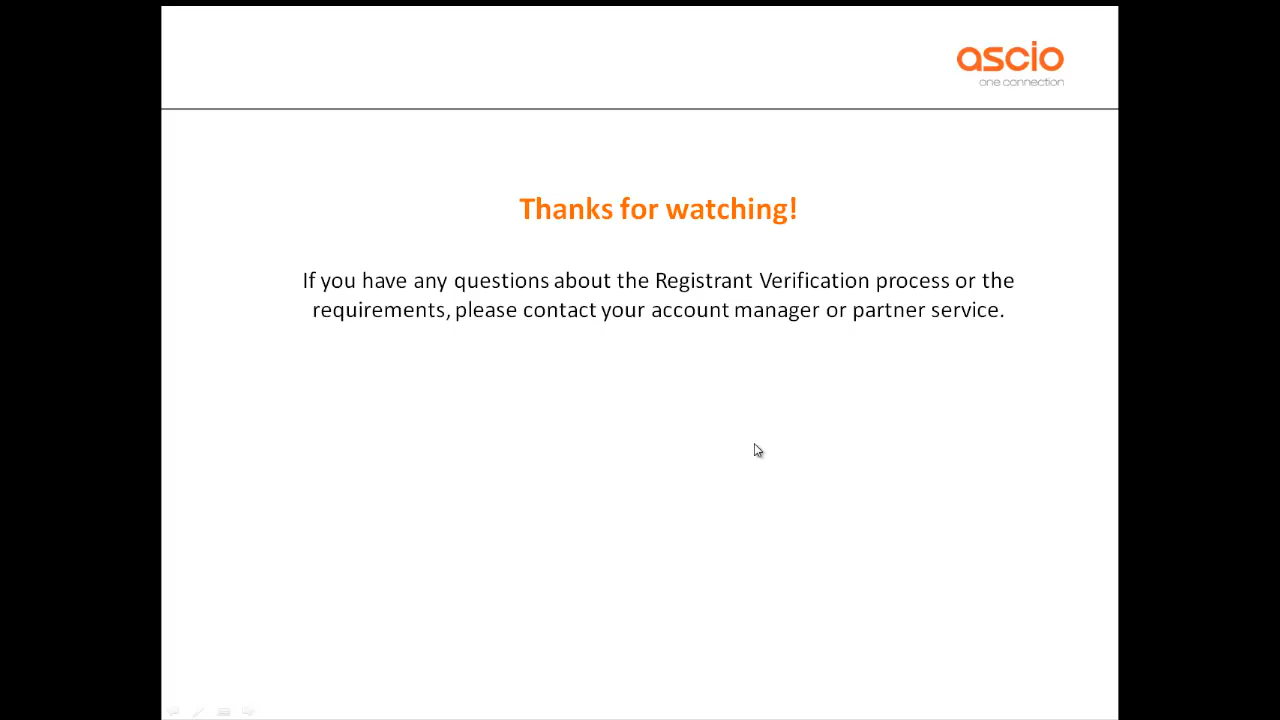 ascio
one connection
Thanks for watching!
If you have any questions about the Registrant Verification process or the
requirements, please contact your account manager or partner service.